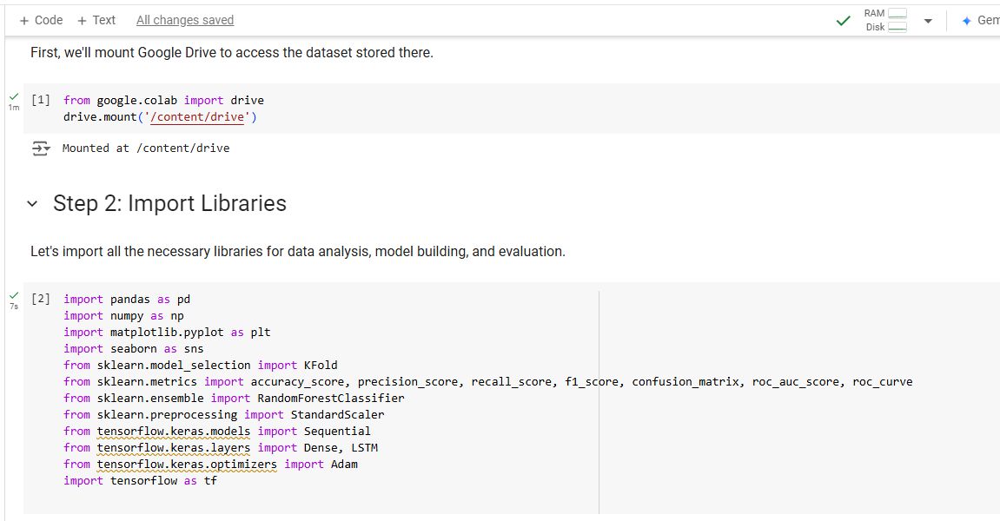 + Code + Text All changes saved RAM Disk Gem
First, we'll mount Google Drive to access the dataset stored there.
1m
[1] from google.colab import drive
drive.mount('/content/drive')
Mounted at /content/drive
Step 2: Import Libraries
Let's import all the necessary libraries for data analysis, model building, and evaluation.
7s
[2] import pandas as pd
import numpy as np
import matplotlib.pyplot as plt
import seaborn as sns
from sklearn.model_selection import KFold
from sklearn.metrics import accuracy_score, precision_score, recall_score, f1_score, confusion_matrix, roc_auc_score, roc_curve
from sklearn.ensemble import RandomForestClassifier
from sklearn.preprocessing import StandardScaler
from tensorflow.keras.models import Sequential
from tensorflow.keras.layers import Dense, LSTM
from tensorflow.keras.optimizers import Adam
import tensorflow as tf